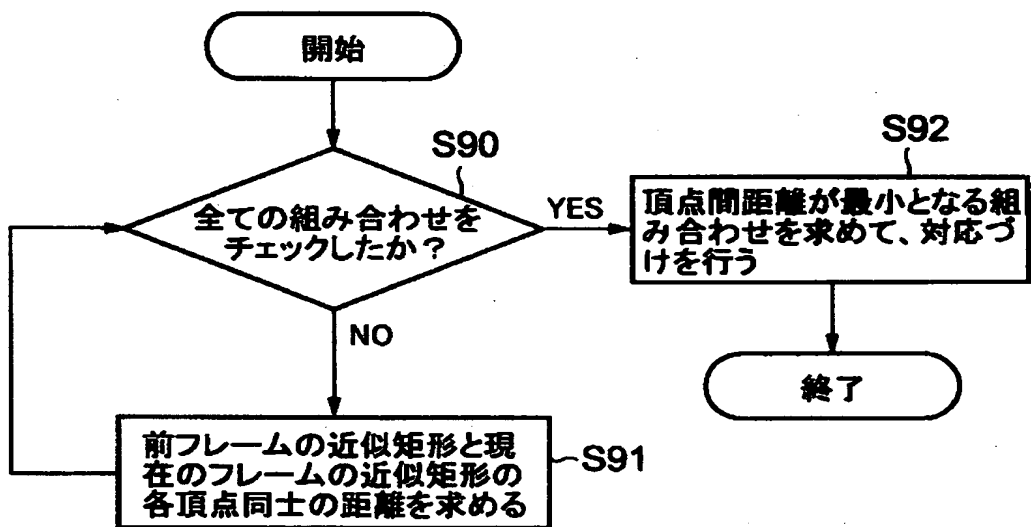 開始
S90
全ての組み合わせを
チェックしたか？
YES
NO
S92
頂点間距離が最小となる組
み合わせを求めて、対応づ
けを行う
終了
前フレームの近似矩形と現
在のフレームの近似矩形の
各頂点同士の距離を求める
S91